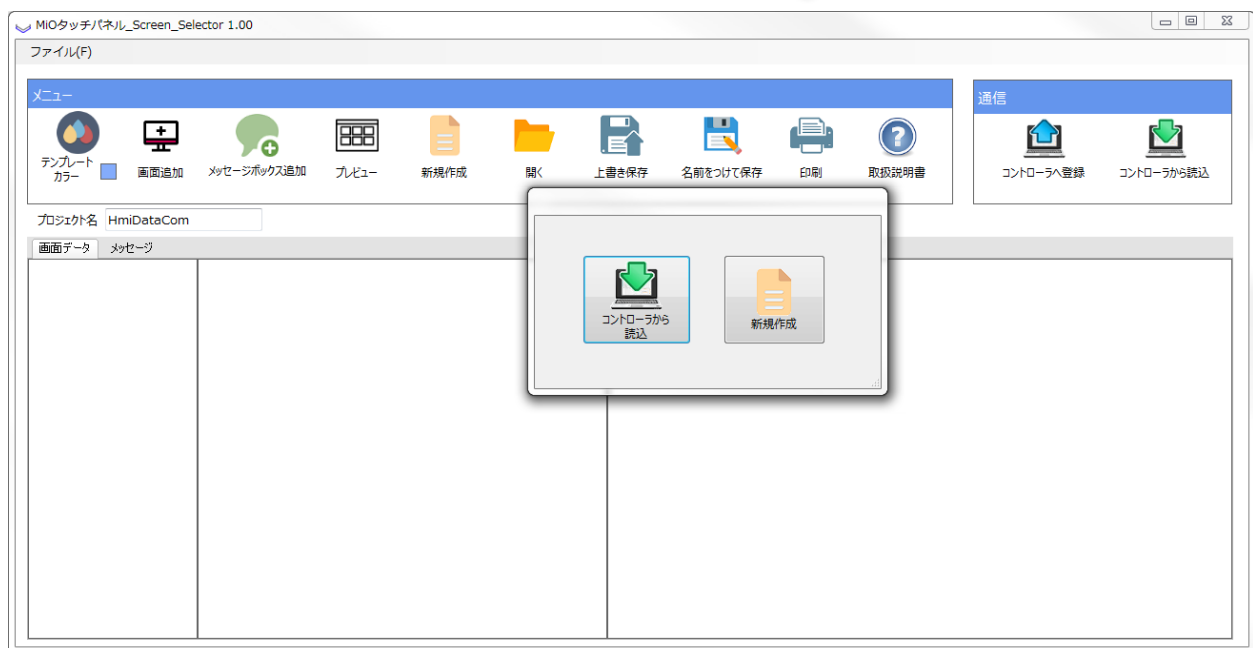 MiOタッチパネル_Screen_Selector 1.00
ファイル(F)
メニュー
通信
テンプレート
カラー
画面追加
メッセージボックス追加
プレビュー
新規作成
開く
上書き保存
名前をつけて保存
印刷
取扱説明書
コントローラへ登録
コントローラから読込
プロジェクト名 HmiDataCom
画面データ メッセージ
コントローラから
読込
新規作成